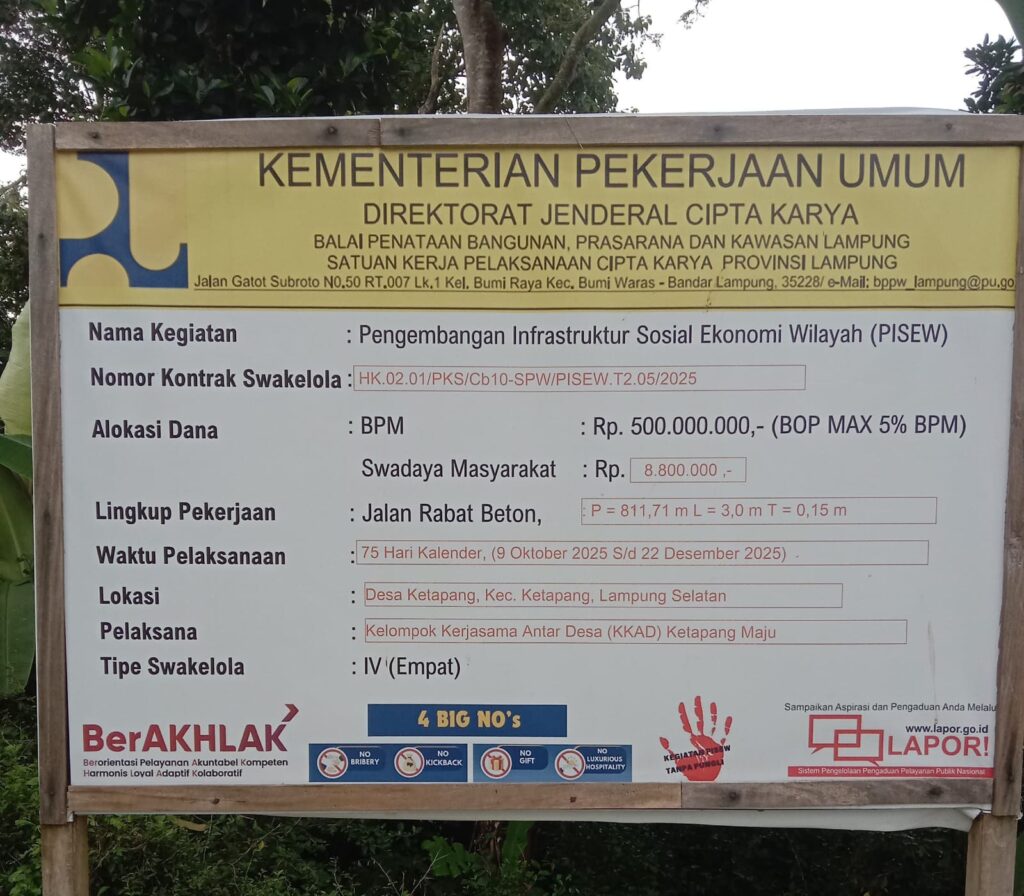 KEMENTERIAN PEKERJAAN UMUM
DIREKTORAT JENDERAL CIPTA KARYA
BALAI PENATAAN BANGUNAN, PRASARANA DAN KAWASAN LAMPUNG
SATUAN KERJA PELAKSANAAN CIPTA KARYA PROVINSI LAMPUNG
Jalan Gatot Subroto N0.50 RT.007 Lk.1 Kel. Bumi Raya Kec. Bumi Waras - Bandar Lampung, 35228/ e-Mail: bppw_lampung@pu.go
Nama Kegiatan : Pengembangan Infrastruktur Sosial Ekonomi Wilayah (PISEW)
Nomor Kontrak Swakelola : HK.02.01/PKS/Cb10-SPW/PISEW.T2.05/2025
Alokasi Dana : BPM : Rp. 500.000.000,- (BOP MAX 5% BPM)
Swadaya Masyarakat : Rp. 8.800.000 ,-
Lingkup Pekerjaan : Jalan Rabat Beton, : P = 811,71 m L = 3,0 m T = 0,15 m
Waktu Pelaksanaan : 75 Hari Kalender, (9 Oktober 2025 S/d 22 Desember 2025)
Lokasi : Desa Ketapang, Kec. Ketapang, Lampung Selatan
Pelaksana : Kelompok Kerjasama Antar Desa (KKAD) Ketapang Maju
Tipe Swakelola : IV (Empat)
BerAKHLAK
Berorientasi Pelayanan Akuntabel Kompeten
Harmonis Loyal Adaptif Kolaboratif
4 BIG NO's
NO BRIBERY
NO KICKBACK
NO GIFT
NO LUXURIOUS HOSPITALITY
KEGIATAN PISEW
TANPA PUNGLI
Sampaikan Aspirasi dan Pengaduan Anda Melalu
www.lapor.go.id
LAPOR!
Sistem Pengelolaan Pengaduan Pelayanan Publik Nasional